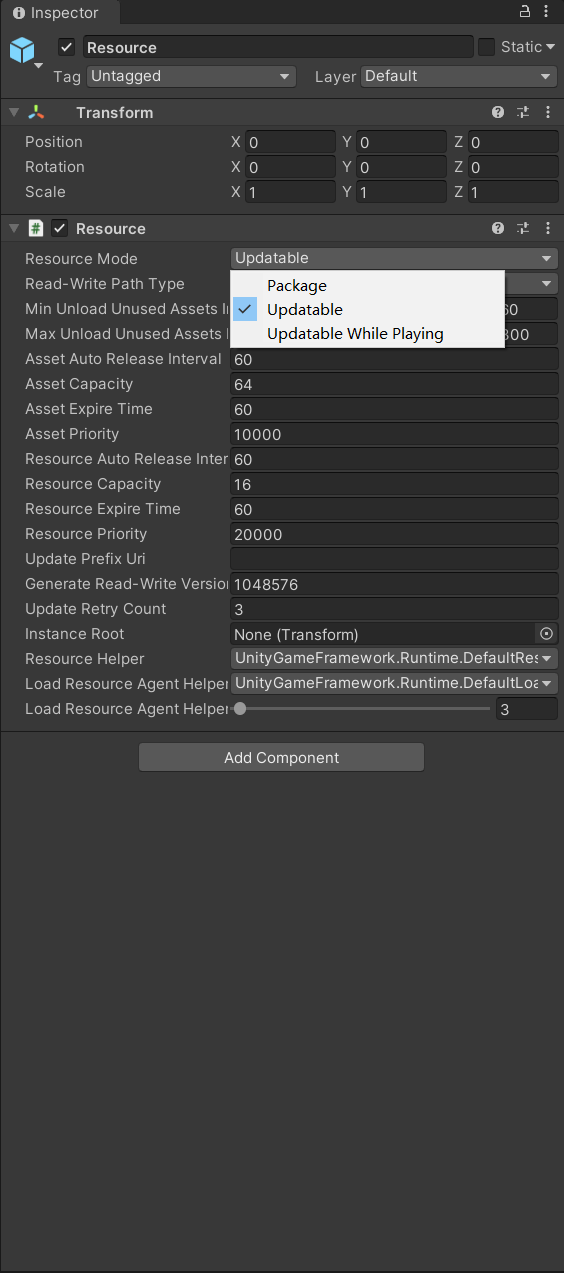 Inspector
Resource
Static
Tag Untagged Layer Default
Transform
Position X 0 Y 0 Z 0
Rotation X 0 Y 0 Z 0
Scale X 1 Y 1 Z 1
Resource
Resource Mode Updatable
Read-Write Path Type
Package
Updatable
Updatable While Playing
Min Unload Unused Assets
Max Unload Unused Assets
Asset Auto Release Interval 60
Asset Capacity 64
Asset Expire Time 60
Asset Priority 10000
Resource Auto Release Inter 60
Resource Capacity 16
Resource Expire Time 60
Resource Priority 20000
Update Prefix Uri
Generate Read-Write Version 1048576
Update Retry Count 3
Instance Root None (Transform)
Resource Helper UnityGameFramework.Runtime.DefaultRes
Load Resource Agent Helper UnityGameFramework.Runtime.DefaultLoa
Load Resource Agent Helper 3
Add Component